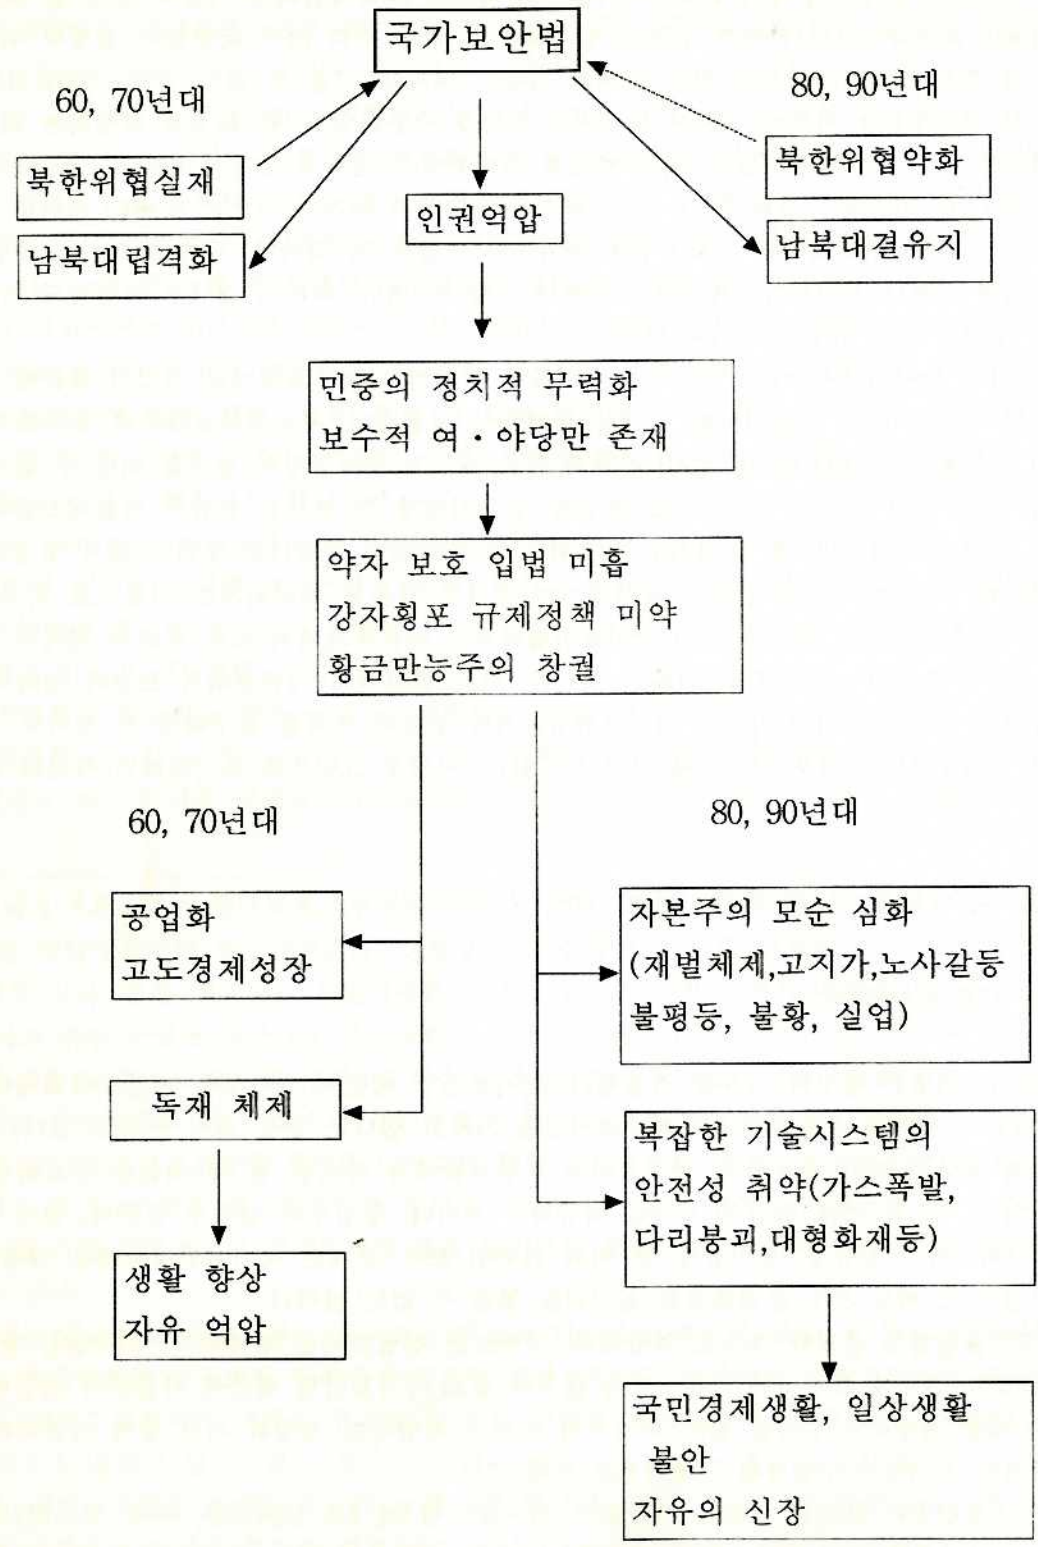 국가보안법
60, 70년대
80, 90년대
북한위협실재
북한위협약화
인권억압
남북대립격화
남북대결유지
민중의 정치적 무력화
보수적 여·야당만 존재
약자 보호 입법 미흡
강자횡포 규제정책 미약
황금만능주의 창궐
60, 70년대
80, 90년대
공업화
고도경제성장
자본주의 모순 심화
(재벌체제,고지가,노사갈등
불평등, 불황, 실업)
독재 체제
복잡한 기술시스템의
안전성 취약(가스폭발,
다리붕괴,대형화재등)
생활 향상
자유 억압
국민경제생활, 일상생활
불안
자유의 신장